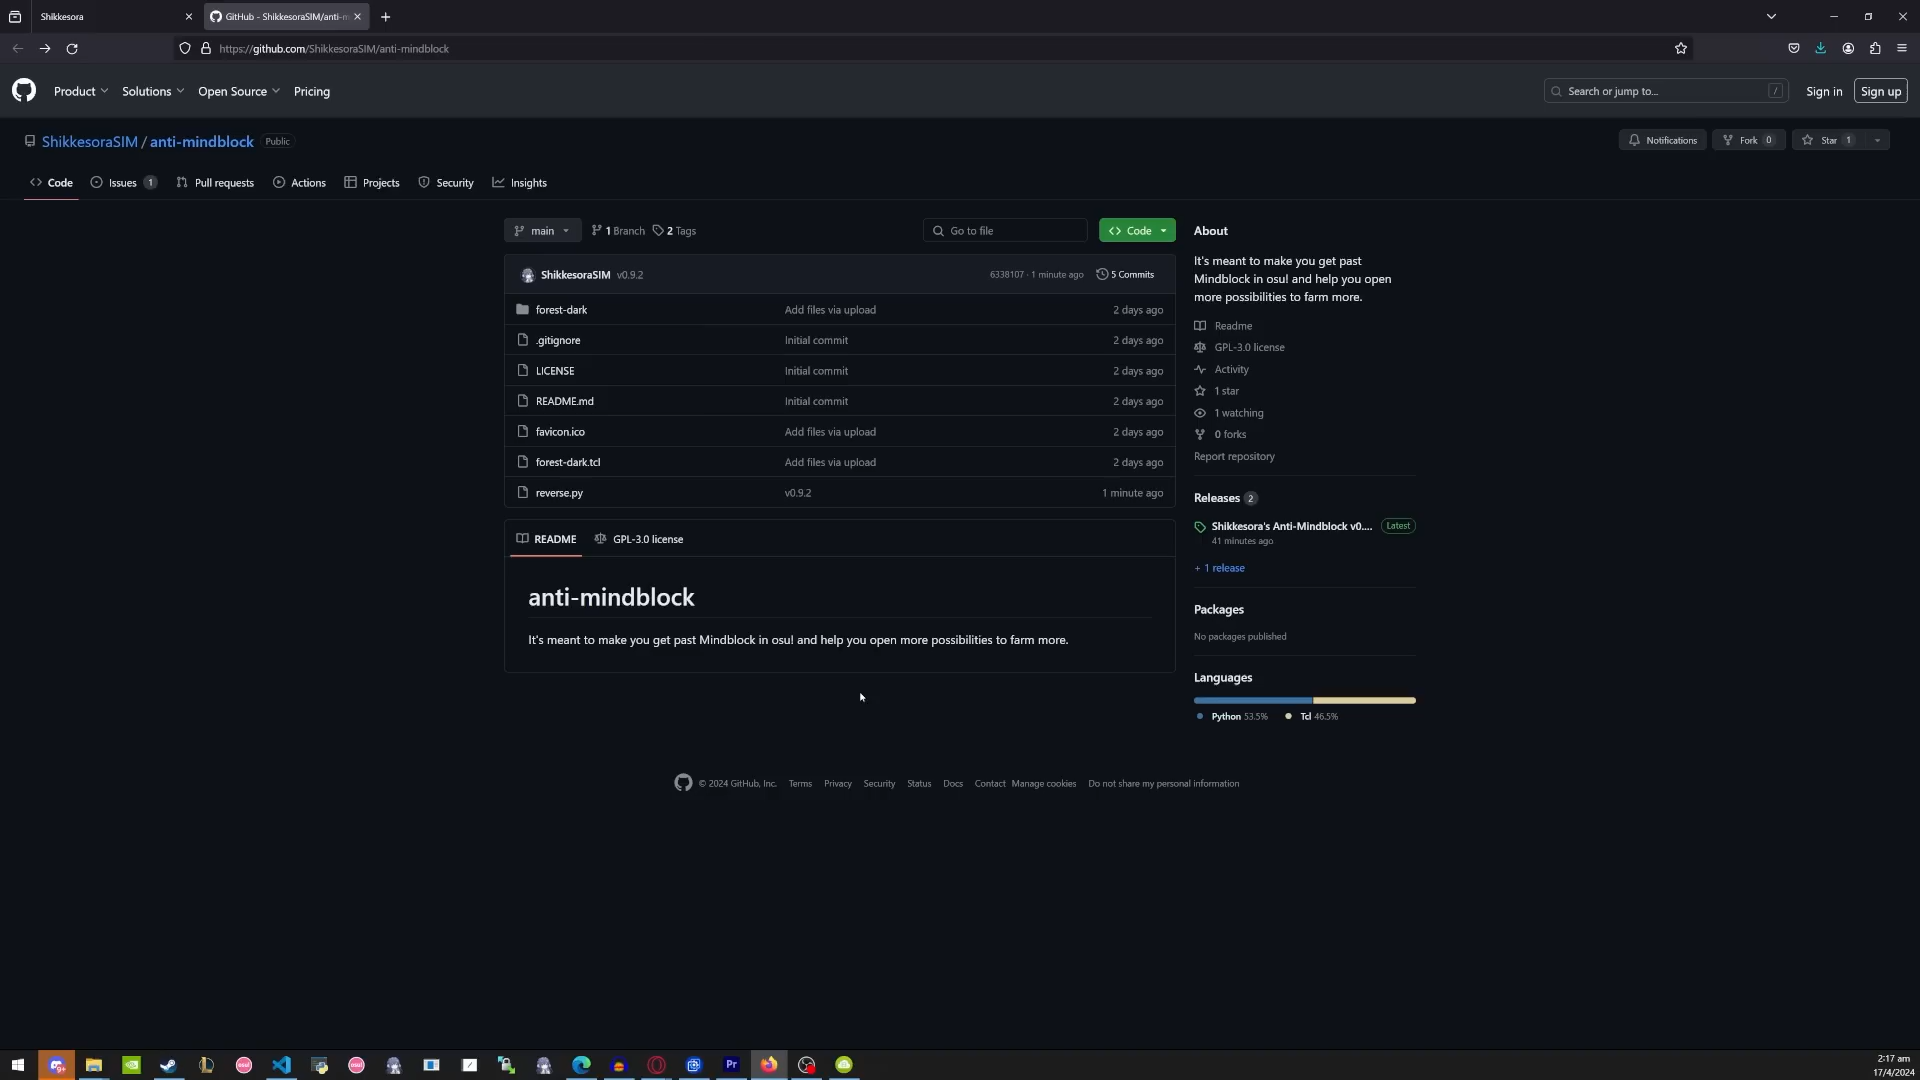 Shikkesora
GitHub - ShikkesoraSIM/anti-m
https://github.com/ShikkesoraSIM/anti-mindblock
Product
Solutions
Open Source
Pricing
Search or jump to...
/
Sign in
Sign up
ShikkesoraSIM / anti-mindblock
Public
Notifications
Fork 0
Star 1
Code
Issues 1
Pull requests
Actions
Projects
Security
Insights
main
1 Branch
2 Tags
Go to file
Code
ShikkesoraSIM v0.9.2
6338107 · 1 minute ago
5 Commits
forest-dark Add files via upload 2 days ago
.gitignore Initial commit 2 days ago
LICENSE Initial commit 2 days ago
README.md Initial commit 2 days ago
favicon.ico Add files via upload 2 days ago
forest-dark.tcl Add files via upload 2 days ago
reverse.py v0.9.2 1 minute ago
README
GPL-3.0 license
anti-mindblock
It's meant to make you get past Mindblock in osu! and help you open more possibilities to farm more.
About
It's meant to make you get past
Mindblock in osu! and help you open
more possibilities to farm more.
Readme
GPL-3.0 license
Activity
1 star
1 watching
0 forks
Report repository
Releases 2
Shikkesora's Anti-Mindblock v0.... Latest
41 minutes ago
+ 1 release
Packages
No packages published
Languages
Python 53.5%
Tcl 46.5%
© 2024 GitHub, Inc.
Terms
Privacy
Security
Status
Docs
Contact
Manage cookies
Do not share my personal information
9+
osu!
osu!
Pr
2:17 am
17/4/2024